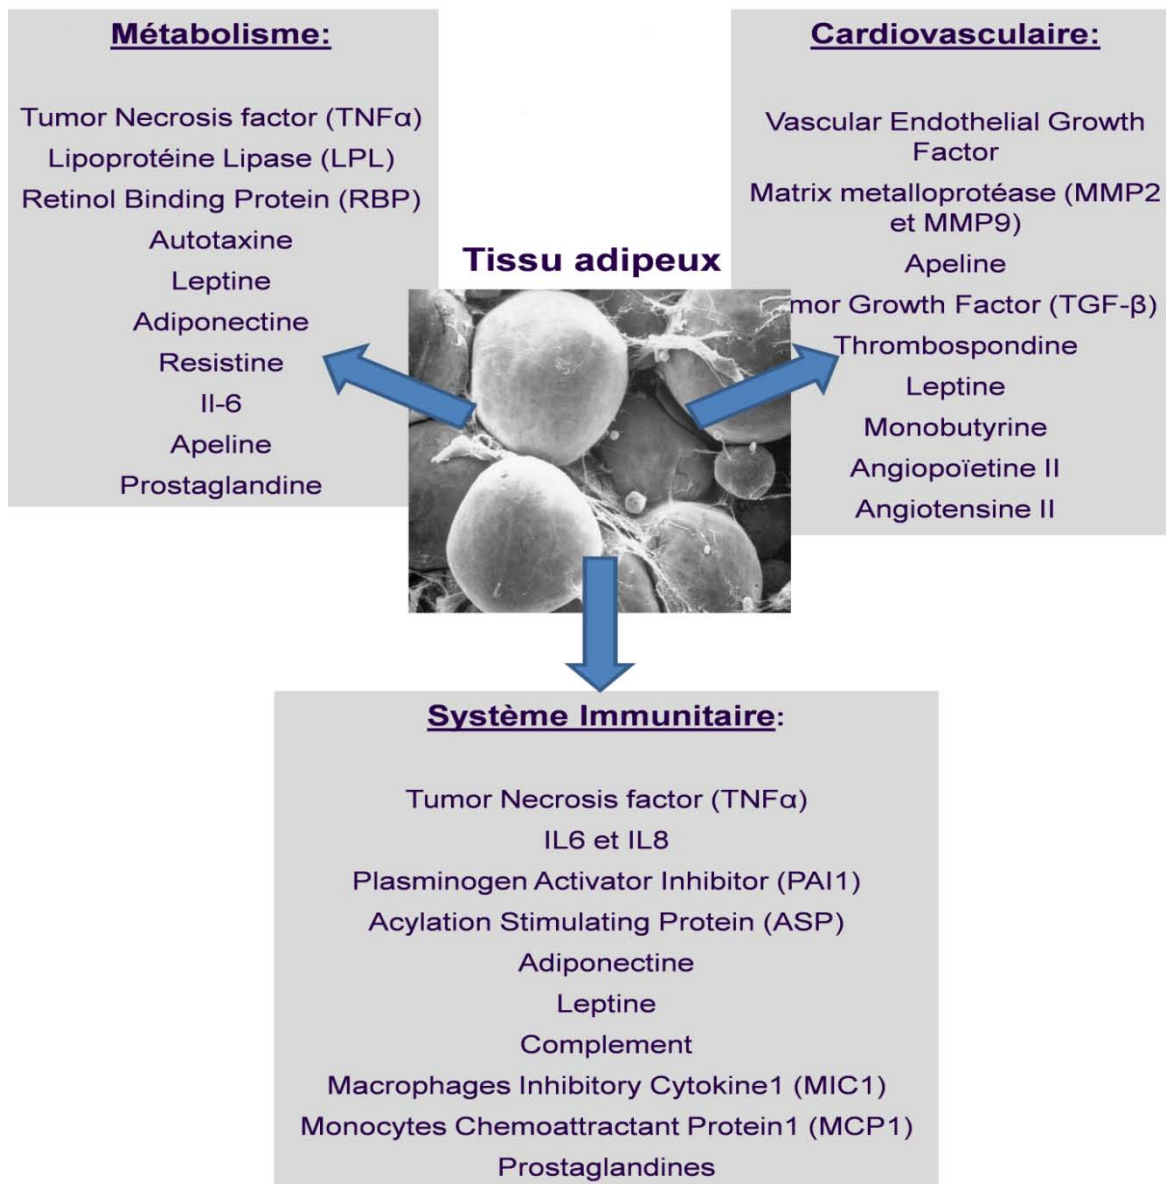 Métabolisme:
Tumor Necrosis factor (TNFα)
Lipoprotéine Lipase (LPL)
Retinol Binding Protein (RBP)
Autotaxine
Leptine
Adiponectine
Resistine
Il-6
Apeline
Prostaglandine
Tissu adipeux
Cardiovasculaire:
Vascular Endothelial Growth
Factor
Matrix metalloprotéase (MMP2
et MMP9)
Apeline
mor Growth Factor (TGF-β)
Thrombospondine
Leptine
Monobutyrine
Angiopoïetine II
Angiotensine II
Système Immunitaire:
Tumor Necrosis factor (TNFα)
IL6 et IL8
Plasminogen Activator Inhibitor (PAI1)
Acylation Stimulating Protein (ASP)
Adiponectine
Leptine
Complement
Macrophages Inhibitory Cytokine1 (MIC1)
Monocytes Chemoattractant Protein1 (MCP1)
Prostaglandines